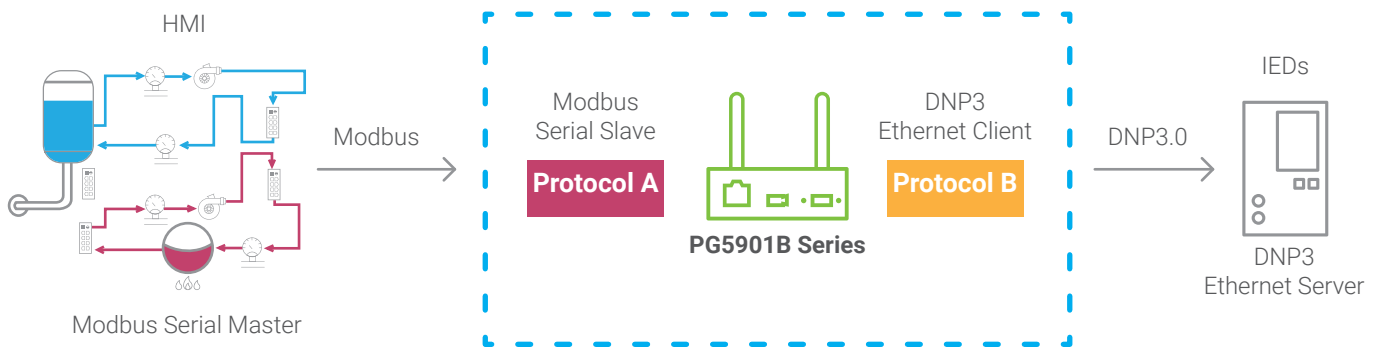 HMI
Modbus Serial Master
Modbus
Modbus
Serial Slave
Protocol A
PG5901B Series
DNP3
Ethernet Client
Protocol B
DNP3.0
IEDs
DNP3
Ethernet Server